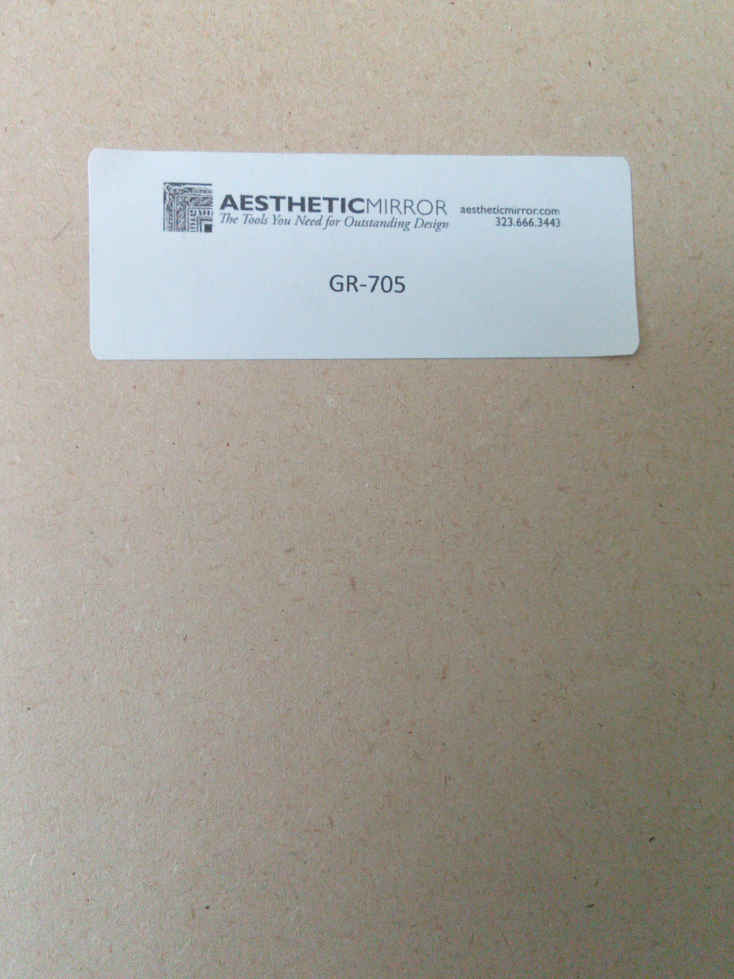 AESTHETICMIRROR
The Tools You Need for Outstanding Design
aestheticmirror.com
323.666.3443
GR-705